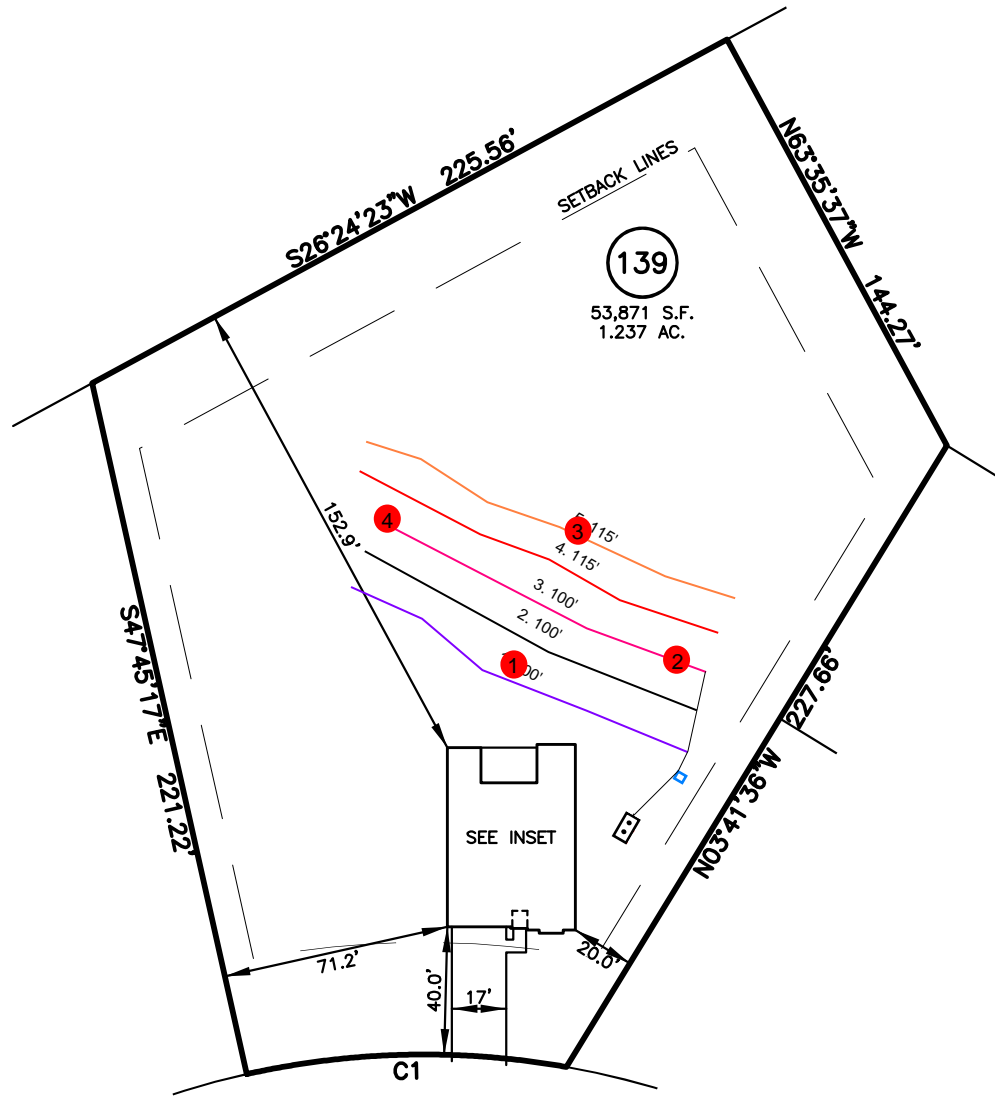 S26°24'23"W 225.56'
N63°35'37"W 144.27'
SETBACK LINES
139
53,871 S.F.
1.237 AC.
152.9'
4
3
5. 115'
4. 115'
3. 100'
2. 100'
1
00'
2
S47°45'17"E 221.22'
N03°41'36"W 227.66'
SEE INSET
71.2'
40.0'
17'
20.0'
C1